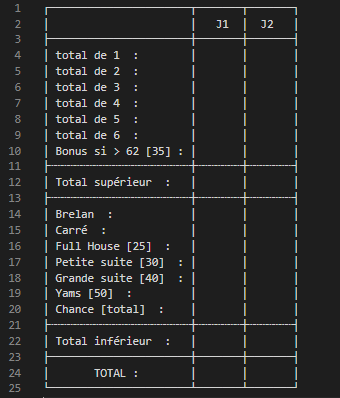 1
2 J1 J2
3
4 total de 1 :
5 total de 2 :
6 total de 3 :
7 total de 4 :
8 total de 5 :
9 total de 6 :
10 Bonus si > 62 [35] :
11
12 Total supérieur :
13
14 Brelan :
15 Carré :
16 Full House [25] :
17 Petite suite [30] :
18 Grande suite [40] :
19 Yams [50] :
20 Chance [total] :
21
22 Total inférieur :
23
24 TOTAL :
25